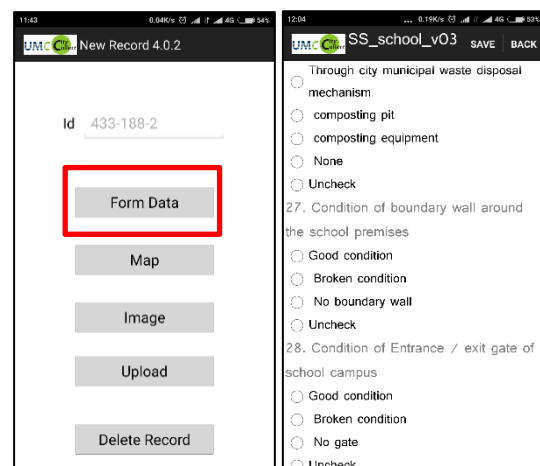 11:43 0.04K/s 4G 54%
UMC City New Record 4.0.2
Id 433-188-2
Form Data
Map
Image
Upload
Delete Record
12:04 ... 0.19K/s 4G 53%
UMC City SS_school_v03 SAVE BACK
Through city municipal waste disposal
mechanism
composting pit
composting equipment
None
Uncheck
27. Condition of boundary wall around
the school premises
Good condition
Broken condition
No boundary wall
Uncheck
28. Condition of Entrance / exit gate of
school campus
Good condition
Broken condition
No gate
Uncheck